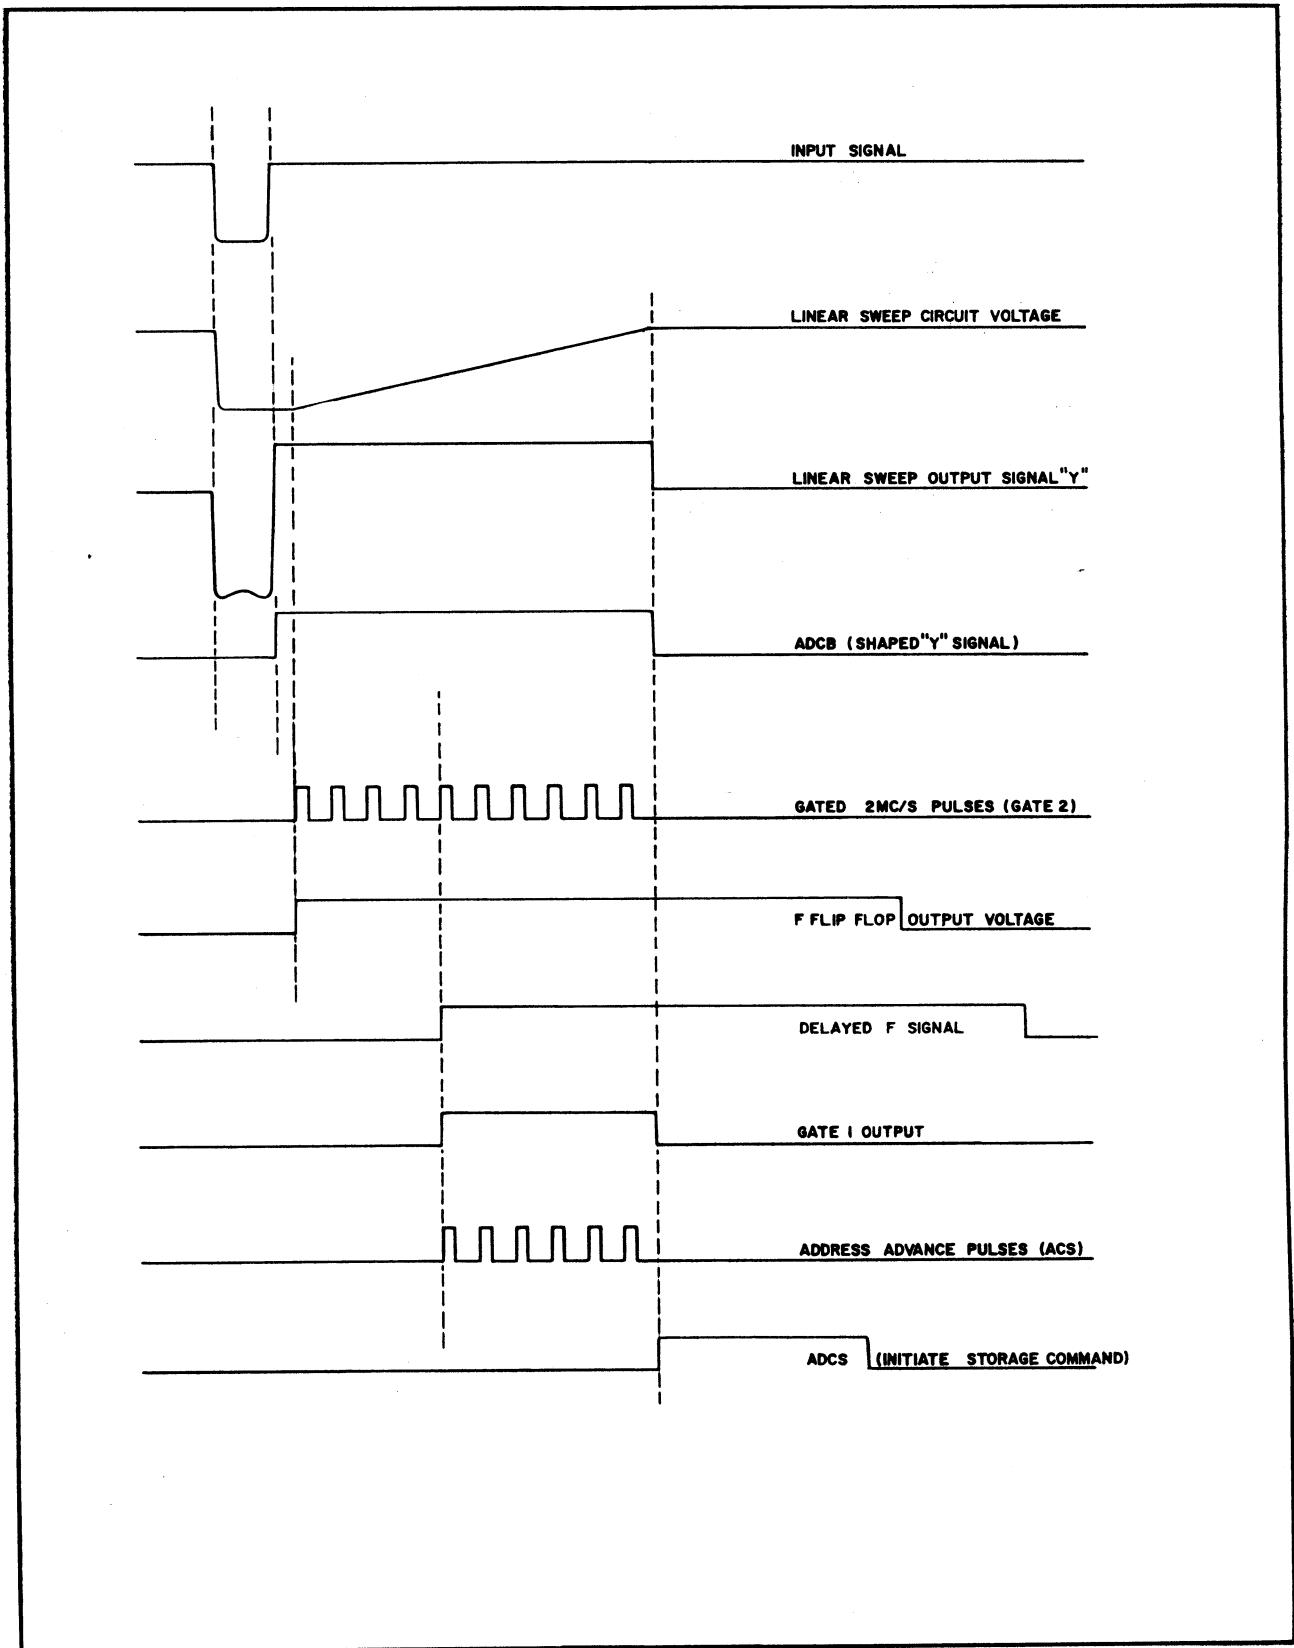 INPUT SIGNAL
LINEAR SWEEP CIRCUIT VOLTAGE
LINEAR SWEEP OUTPUT SIGNAL "Y"
ADCB (SHAPED "Y" SIGNAL)
GATED 2MC/S PULSES (GATE 2)
F FLIP FLOP OUTPUT VOLTAGE
DELAYED F SIGNAL
GATE 1 OUTPUT
ADDRESS ADVANCE PULSES (ACS)
ADCS (INITIATE STORAGE COMMAND)